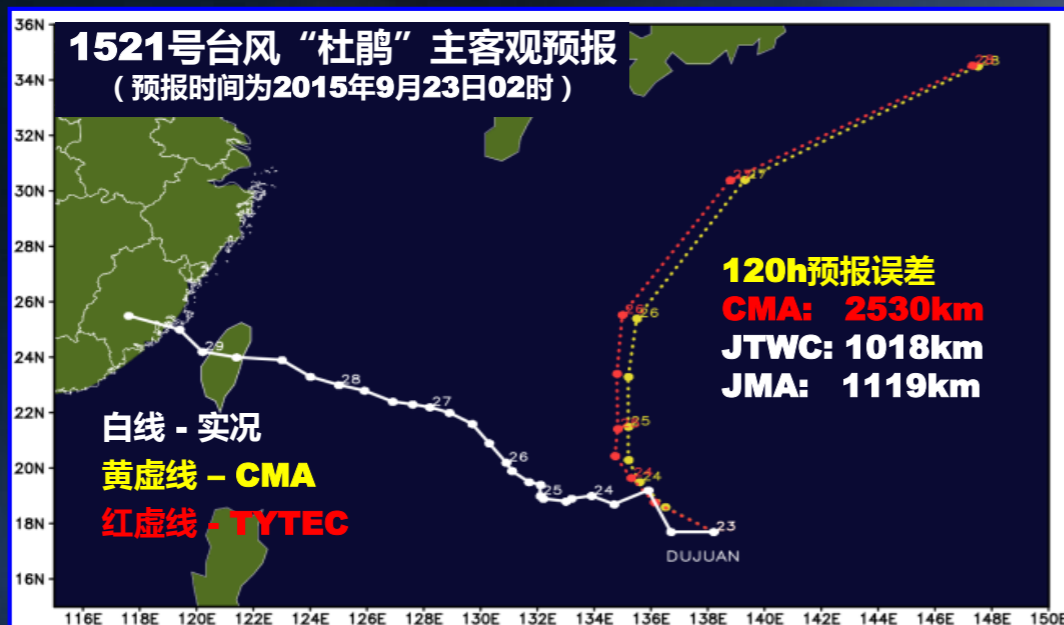 1521号台风“杜鹃”主客观预报
（预报时间为2015年9月23日02时）
36N
34N
32N
30N
28N
26N
24N
22N
20N
18N
16N
28
27
26
25
24
23
24
25
26
27
28
29
DUJUAN
120h预报误差
CMA: 2530km
JTWC: 1018km
JMA: 1119km
白线 - 实况
黄虚线 – CMA
红虚线 - TYTEC
116E 118E 120E 122E 124E 126E 128E 130E 132E 134E 136E 138E 140E 142E 144E 146E 148E 150E